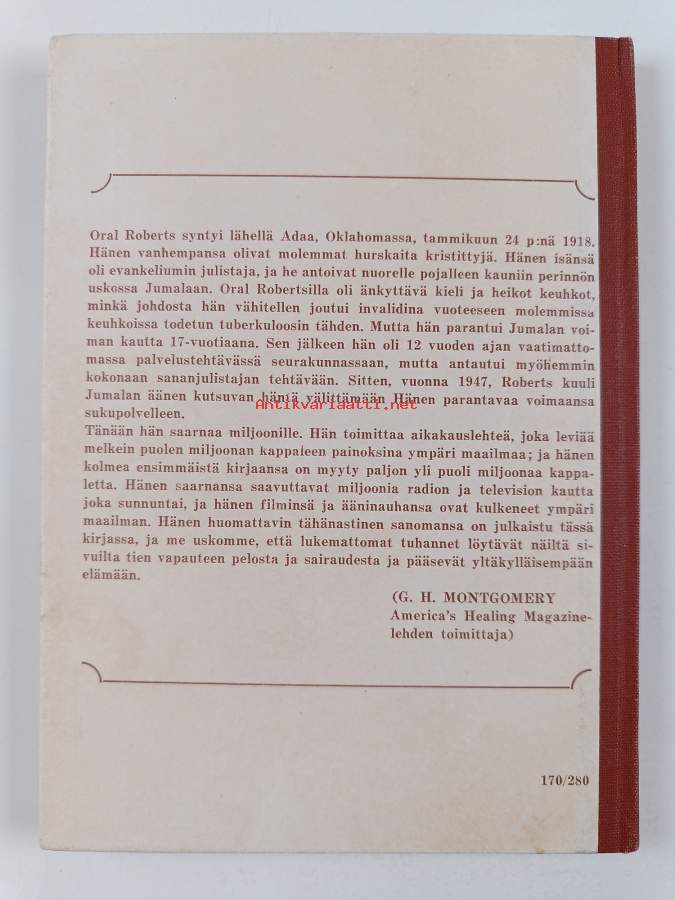 Oral Roberts syntyi lähellä Adaa, Oklahomassa, tammikuun 24 p:nä 1918.
Hänen vanhempansa olivat molemmat hurskaita kristittyjä. Hänen isänsä
oli evankeliumin julistaja, ja he antoivat nuorelle pojalleen kauniin perinnön
uskossa Jumalaan. Oral Robertsilla oli änkyttävä kieli ja heikot keuhkot,
minkä johdosta hän vähitellen joutui invalidina vuoteeseen molemmissa
keuhkoissa todetun tuberkuloosin tähden. Mutta hän parantui Jumalan voi-
man kautta 17-vuotiaana. Sen jälkeen hän oli 12 vuoden ajan vaatimatto-
massa palvelustehtävässä seurakunnassaan, mutta antautui myöhemmin
kokonaan sananjulistajan tehtävään. Sitten, vuonna 1947, Roberts kuuli
Jumalan äänen kutsuvan häntä välittämään Hänen parantavaa voimaansa
Antikvariaatti.net
sukupolvelleen.
Tänään hän saarnaa miljoonille. Hän toimittaa aikakauslehteä, joka leviää
melkein puolen miljoonan kappaleen painoksina ympäri maailmaa; ja hänen
kolmea ensimmäistä kirjaansa on myyty paljon yli puoli miljoonaa kappa-
letta. Hänen saarnansa saavuttavat miljoonia radion ja television kautta
joka sunnuntai, ja hänen filminsä ja ääninauhansa ovat kulkeneet ympäri
maailman. Hänen huomattavin tähänastinen sanomansa on julkaistu tässä
kirjassa, ja me uskomme, että lukemattomat tuhannet löytävät näiltä si-
vuilta tien vapauteen pelosta ja sairaudesta ja pääsevät yltäkylläisempään
elämään.
(G. H. MONTGOMERY
America's Healing Magazine-
lehden toimittaja)
170/280